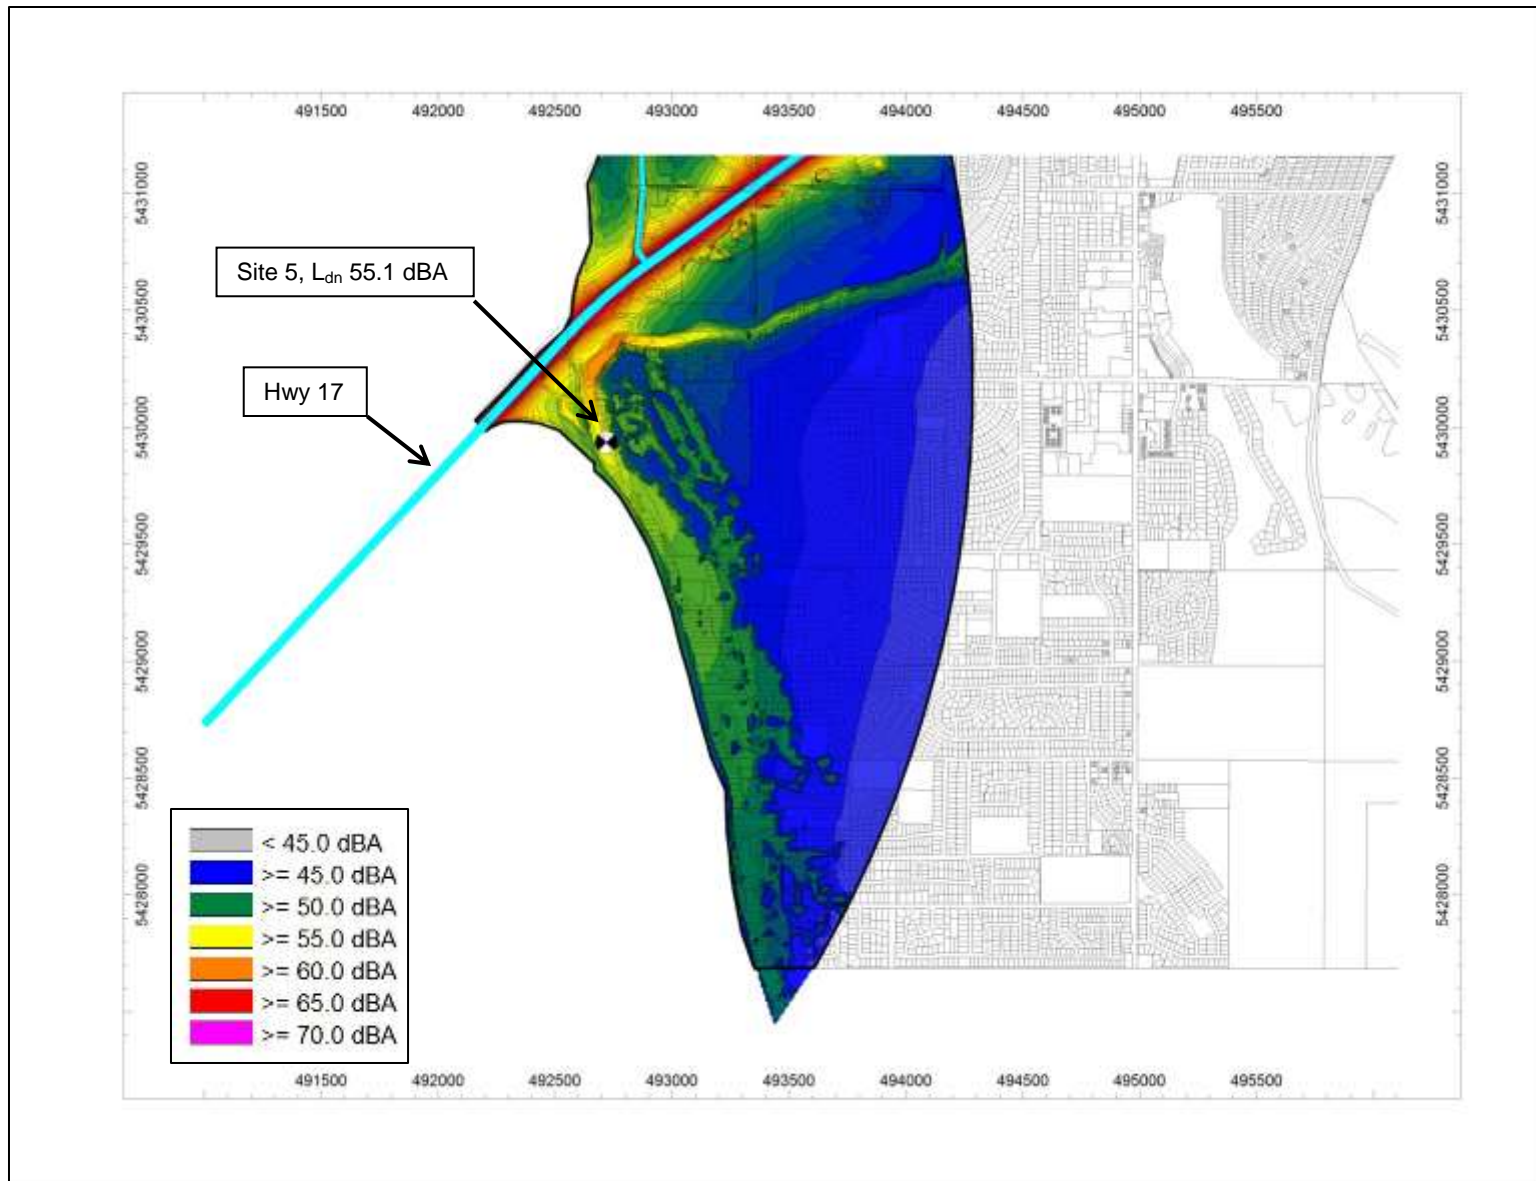 491500 492000 492500 493000 493500 494000 494500 495000 495500
5431000
5430500
5430000
5429500
5429000
5428500
5428000
5431000
5430500
5430000
5429500
5429000
5428500
5428000
Site 5, Ldn 55.1 dBA
Hwy 17
< 45.0 dBA
>= 45.0 dBA
>= 50.0 dBA
>= 55.0 dBA
>= 60.0 dBA
>= 65.0 dBA
>= 70.0 dBA
491500 492000 492500 493000 493500 494000 494500 495000 495500